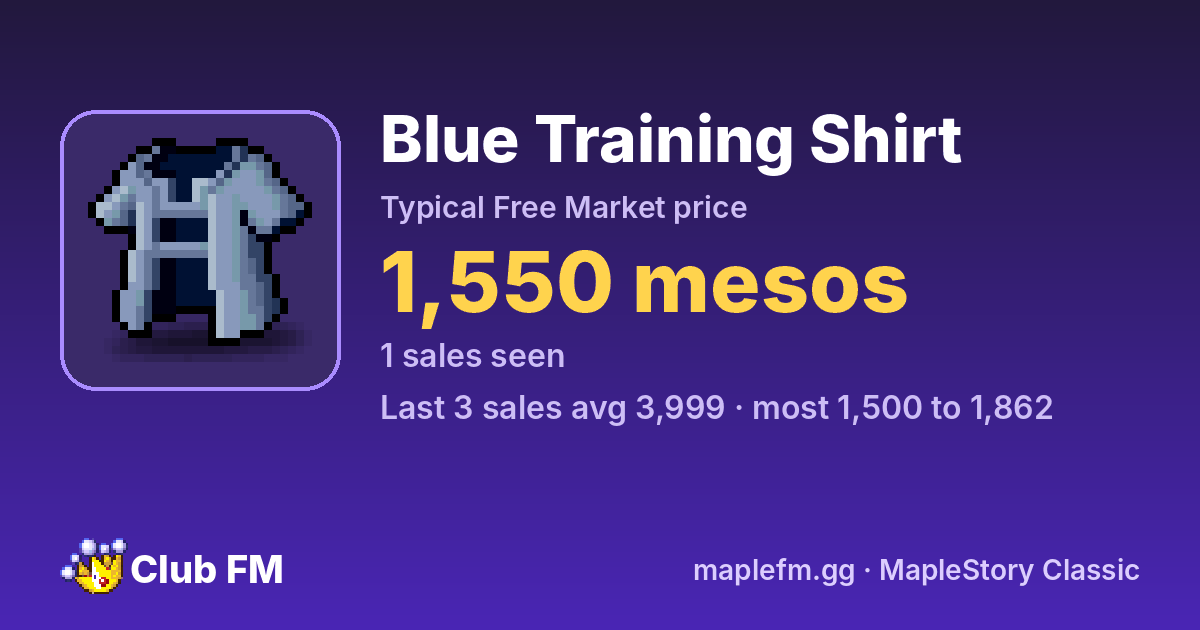 Blue Training Shirt
Typical Free Market price
1,550 mesos
1 sales seen
Last 3 sales avg 3,999 · most 1,500 to 1,862
Club FM
maplefm.gg · MapleStory Classic